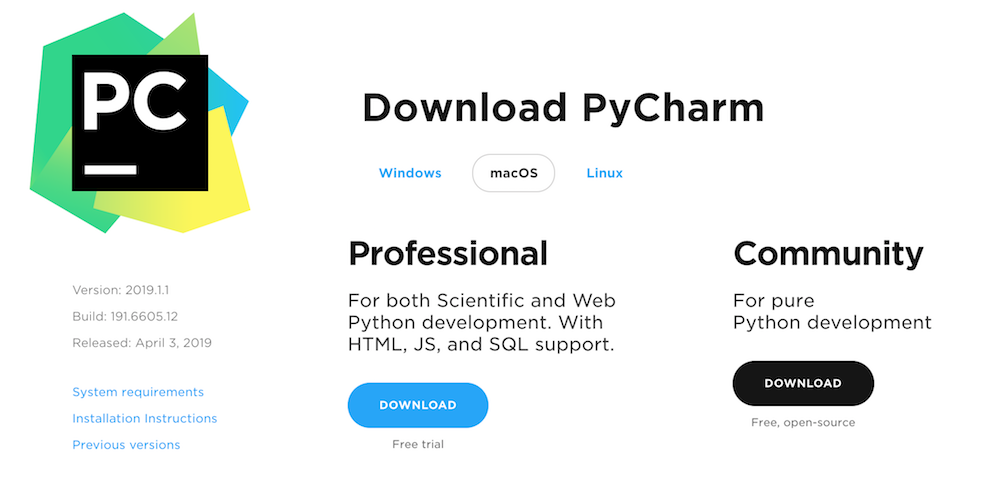 PC
Download PyCharm
Windows
macOS
Linux
Professional
For both Scientific and Web
Python development. With
HTML, JS, and SQL support.
DOWNLOAD
Free trial
Community
For pure
Python development
DOWNLOAD
Free, open-source
Version: 2019.1.1
Build: 191.6605.12
Released: April 3, 2019
System requirements
Installation Instructions
Previous versions